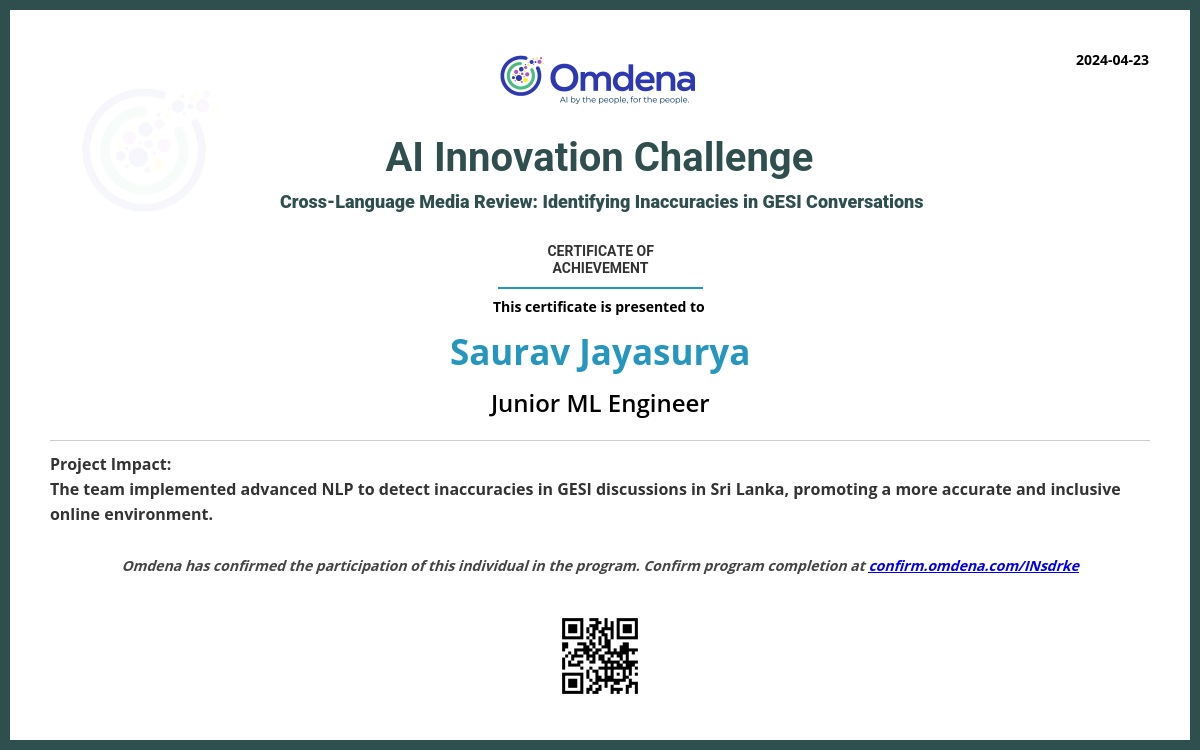 2024-04-23
Omdena
AI by the people, for the people.
AI Innovation Challenge
Cross-Language Media Review: Identifying Inaccuracies in GESI Conversations
CERTIFICATE OF
ACHIEVEMENT
This certificate is presented to
Saurav Jayasurya
Junior ML Engineer
Project Impact:
The team implemented advanced NLP to detect inaccuracies in GESI discussions in Sri Lanka, promoting a more accurate and inclusive
online environment.
Omdena has confirmed the participation of this individual in the program. Confirm program completion at confirm.omdena.com/INsdrke